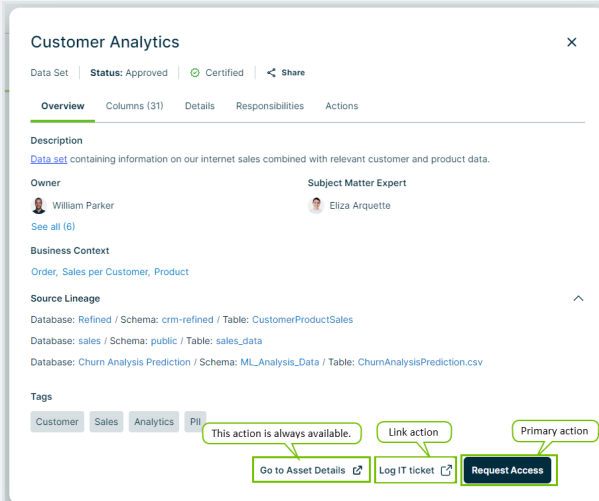 Customer Analytics
Data Set Status: Approved Certified Share
Overview Columns (31) Details Responsibilities Actions
Description
Data set containing information on our internet sales combined with relevant customer and product data.
Owner Subject Matter Expert
William Parker Eliza Arquette
See all (6)
Business Context
Order, Sales per Customer, Product
Source Lineage
Database: Refined / Schema: crm-refined / Table: CustomerProductSales
Database: sales / Schema: public / Table: sales_data
Database: Churn Analysis Prediction / Schema: ML_Analysis_Data / Table: ChurnAnalysisPrediction.csv
Tags
Customer Sales Analytics PII
This action is always available. Link action Primary action
Go to Asset Details Log IT ticket Request Access